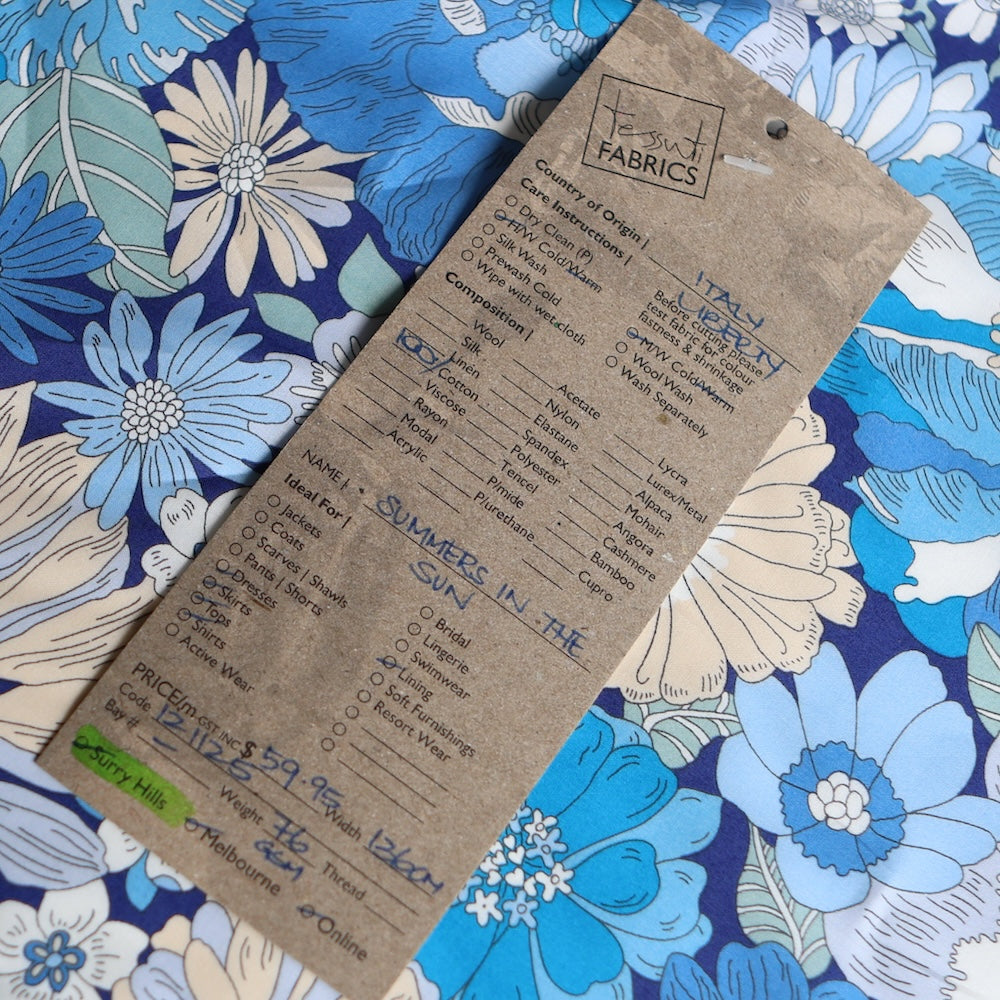 tessuti
FABRICS
Country of Origin | ITALY
LIBERTY
Care Instructions |
Dry Clean (P)
H/W Cold/Warm
Silk Wash
Prewash Cold
Wipe with wet cloth
Before cutting please
test fabric for colour
fastness & shrinkage
M/W Cold/Warm
Wool Wash
Wash Separately
Composition |
Wool
Silk
Linen
100% Cotton
Viscose
Rayon
Modal
Acrylic
Acetate
Nylon
Elastane
Spandex
Polyester
Tencel
P/mide
P/urethane
Lycra
Lurex/Metal
Alpaca
Mohair
Angora
Cashmere
Bamboo
Cupro
NAME | SUMMERS IN THE
SUN
Ideal For |
Jackets
Coats
Scarves | Shawls
Pants | Shorts
Dresses
Skirts
Tops
Shirts
Active Wear
Bridal
Lingerie
Swimwear
Lining
Soft Furnishings
Resort Wear
PRICE/m GST INC $ 59.95 Width 136cm
Code 12-1125 Weight 76 GSM Thread
Bay #
Surry Hills
Melbourne
Online